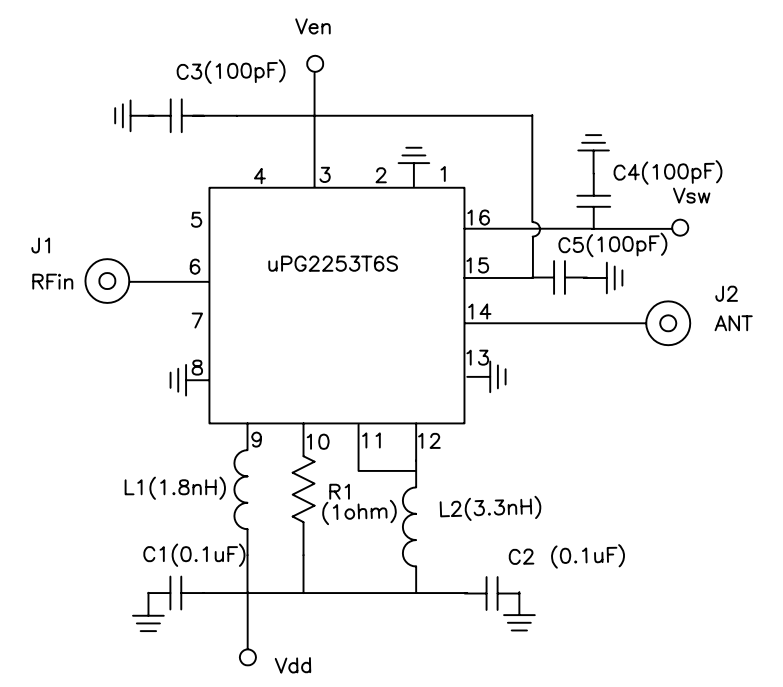 Ven
C3(100pF)
4
3
2
1
C4(100pF)
Vsw
5
16
J1
C5(100pF)
uPG2253T6S
RFin
6
15
J2
7
14
ANT
8
13
9
10
11
12
L1(1.8nH)
R1
(1ohm)
L2(3.3nH)
C1(0.1uF)
C2 (0.1uF)
Vdd